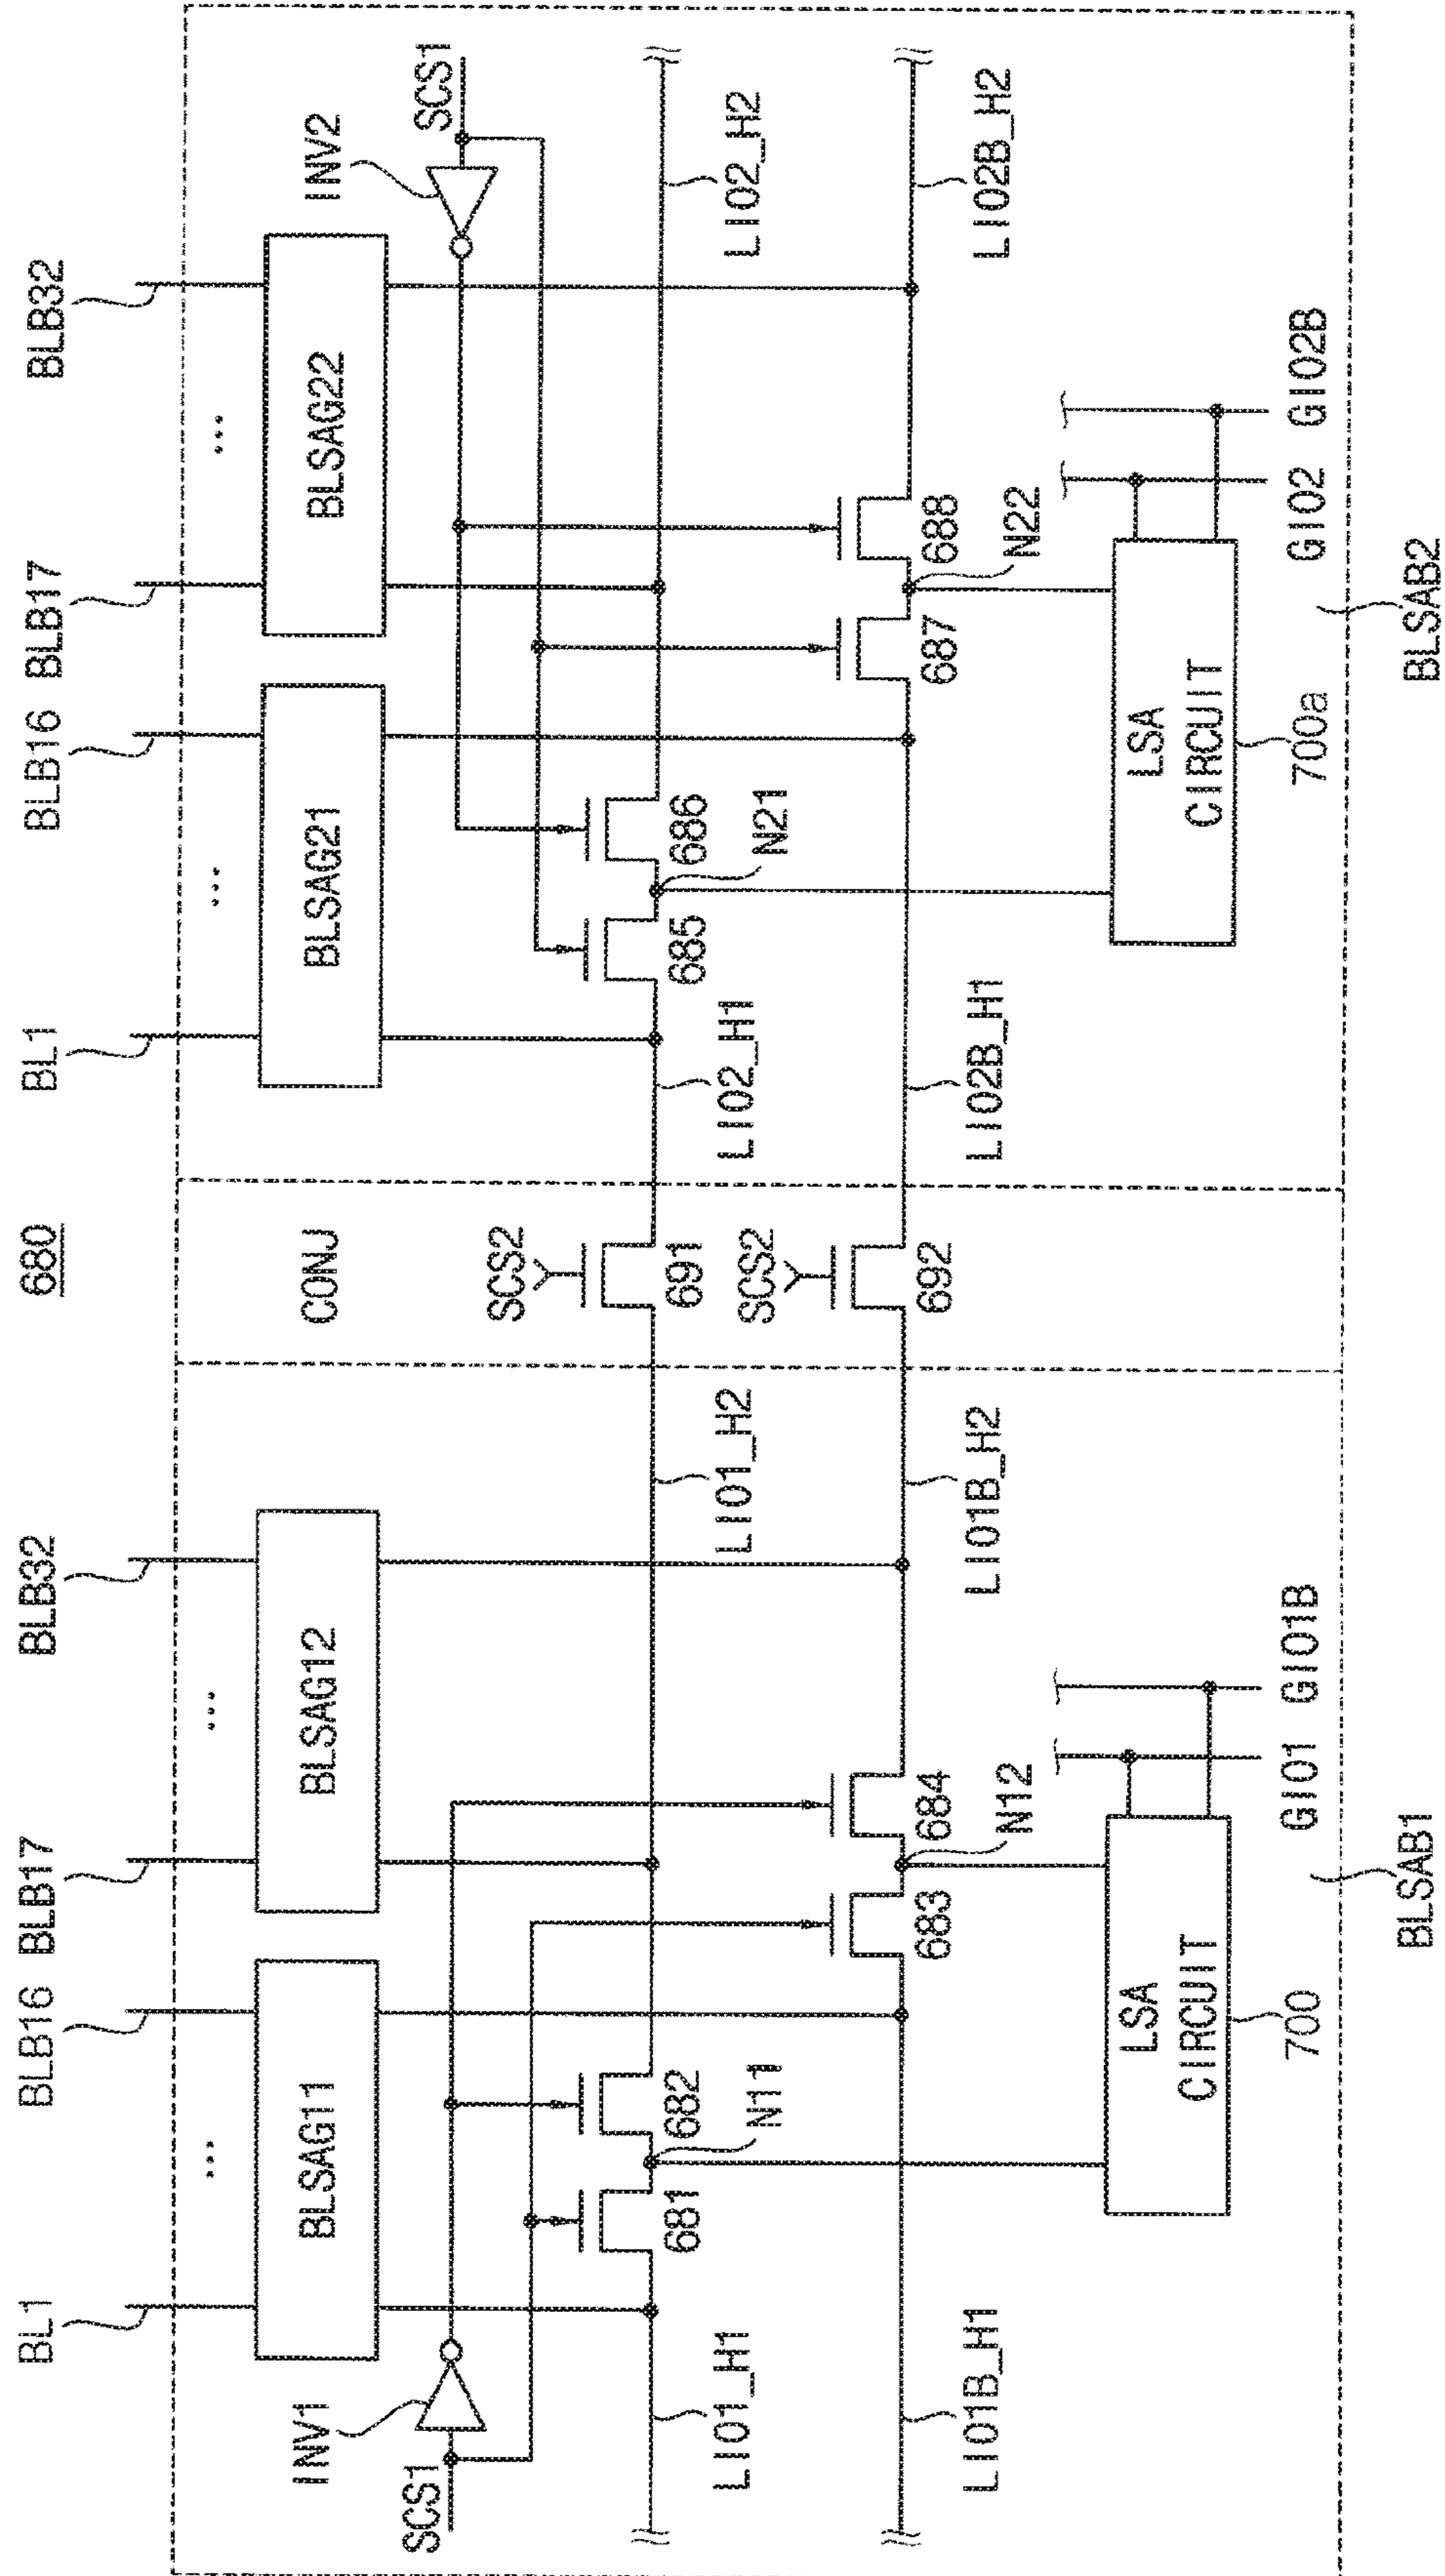 680
BL1
BLB16
BLB17
BLB32
BL1
BLB16
BLB17
BLB32
...
...
...
...
BLSAG11
BLSAG12
CONJ
BLSAG21
BLSAG22
INV1
INV2
SCS1
SCS1
SCS2
681
682
691
685
686
N11
N21
LIO1_H1
LIO1_H2
LIO2_H1
LIO2_H2
SCS2
683
684
692
687
688
N12
N22
LIO1B_H1
LIO1B_H2
LIO2B_H1
LIO2B_H2
LSA
CIRCUIT
LSA
CIRCUIT
700
GIO1
GIO1B
700a
GIO2
GIO2B
BLSAB1
BLSAB2